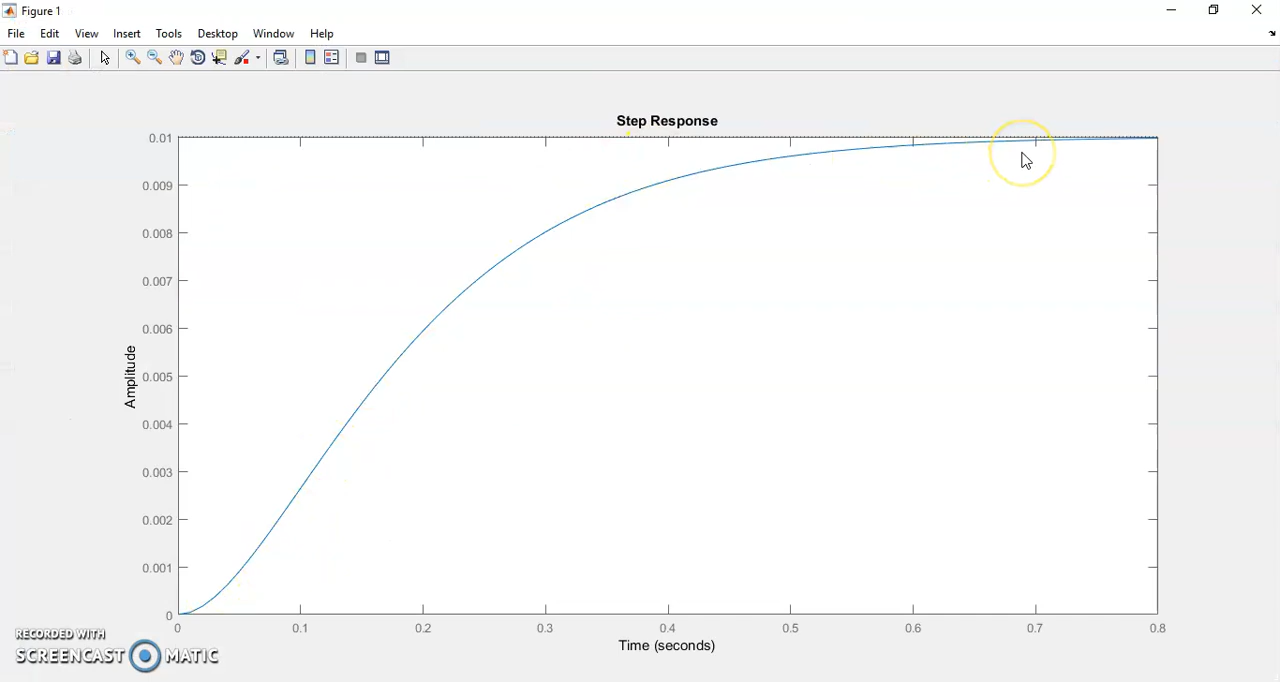 Figure 1
File Edit View Insert Tools Desktop Window Help
Step Response
0.01
0.009
0.008
0.007
0.006
0.005
0.004
0.003
0.002
0.001
0
Amplitude
0 0.1 0.2 0.3 0.4 0.5 0.6 0.7 0.8
Time (seconds)
RECORDED WITH
SCREENCAST MATIC